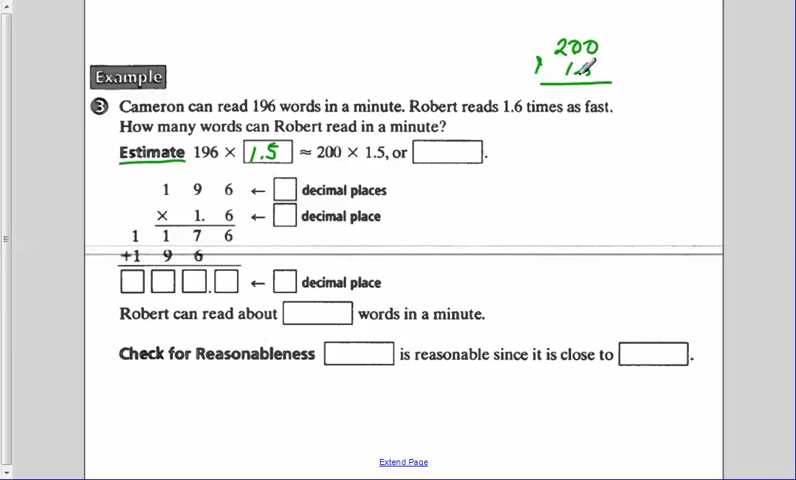 200
× 1.5
Example
3 Cameron can read 196 words in a minute. Robert reads 1.6 times as fast.
How many words can Robert read in a minute?
Estimate 196 × 1.5 ≈ 200 × 1.5, or .
1 9 6 ← decimal places
× 1. 6 ← decimal place
1 1 7 6
+1 9 6
. ← decimal place
Robert can read about words in a minute.
Check for Reasonableness is reasonable since it is close to .
Extend Page